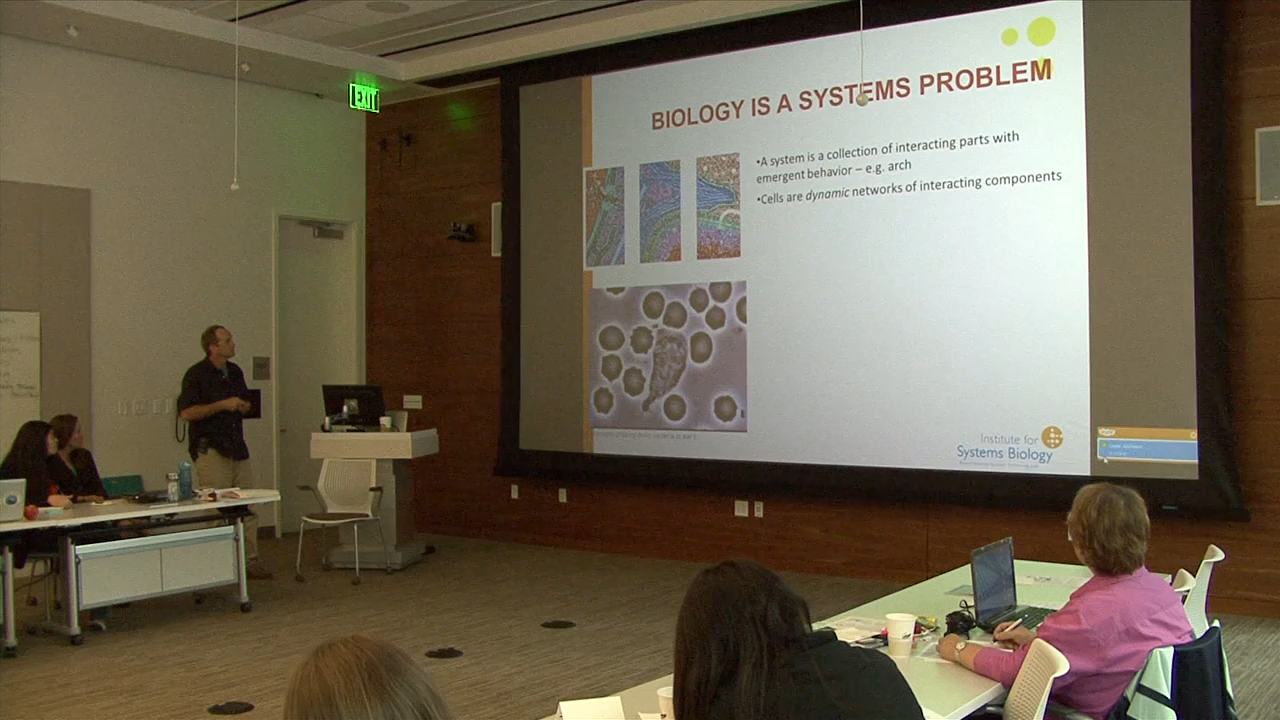 EXIT
BIOLOGY IS A SYSTEMS PROBLEM
•A system is a collection of interacting parts with
emergent behavior – e.g. arch
•Cells are dynamic networks of interacting components
Institute for
Systems Biology